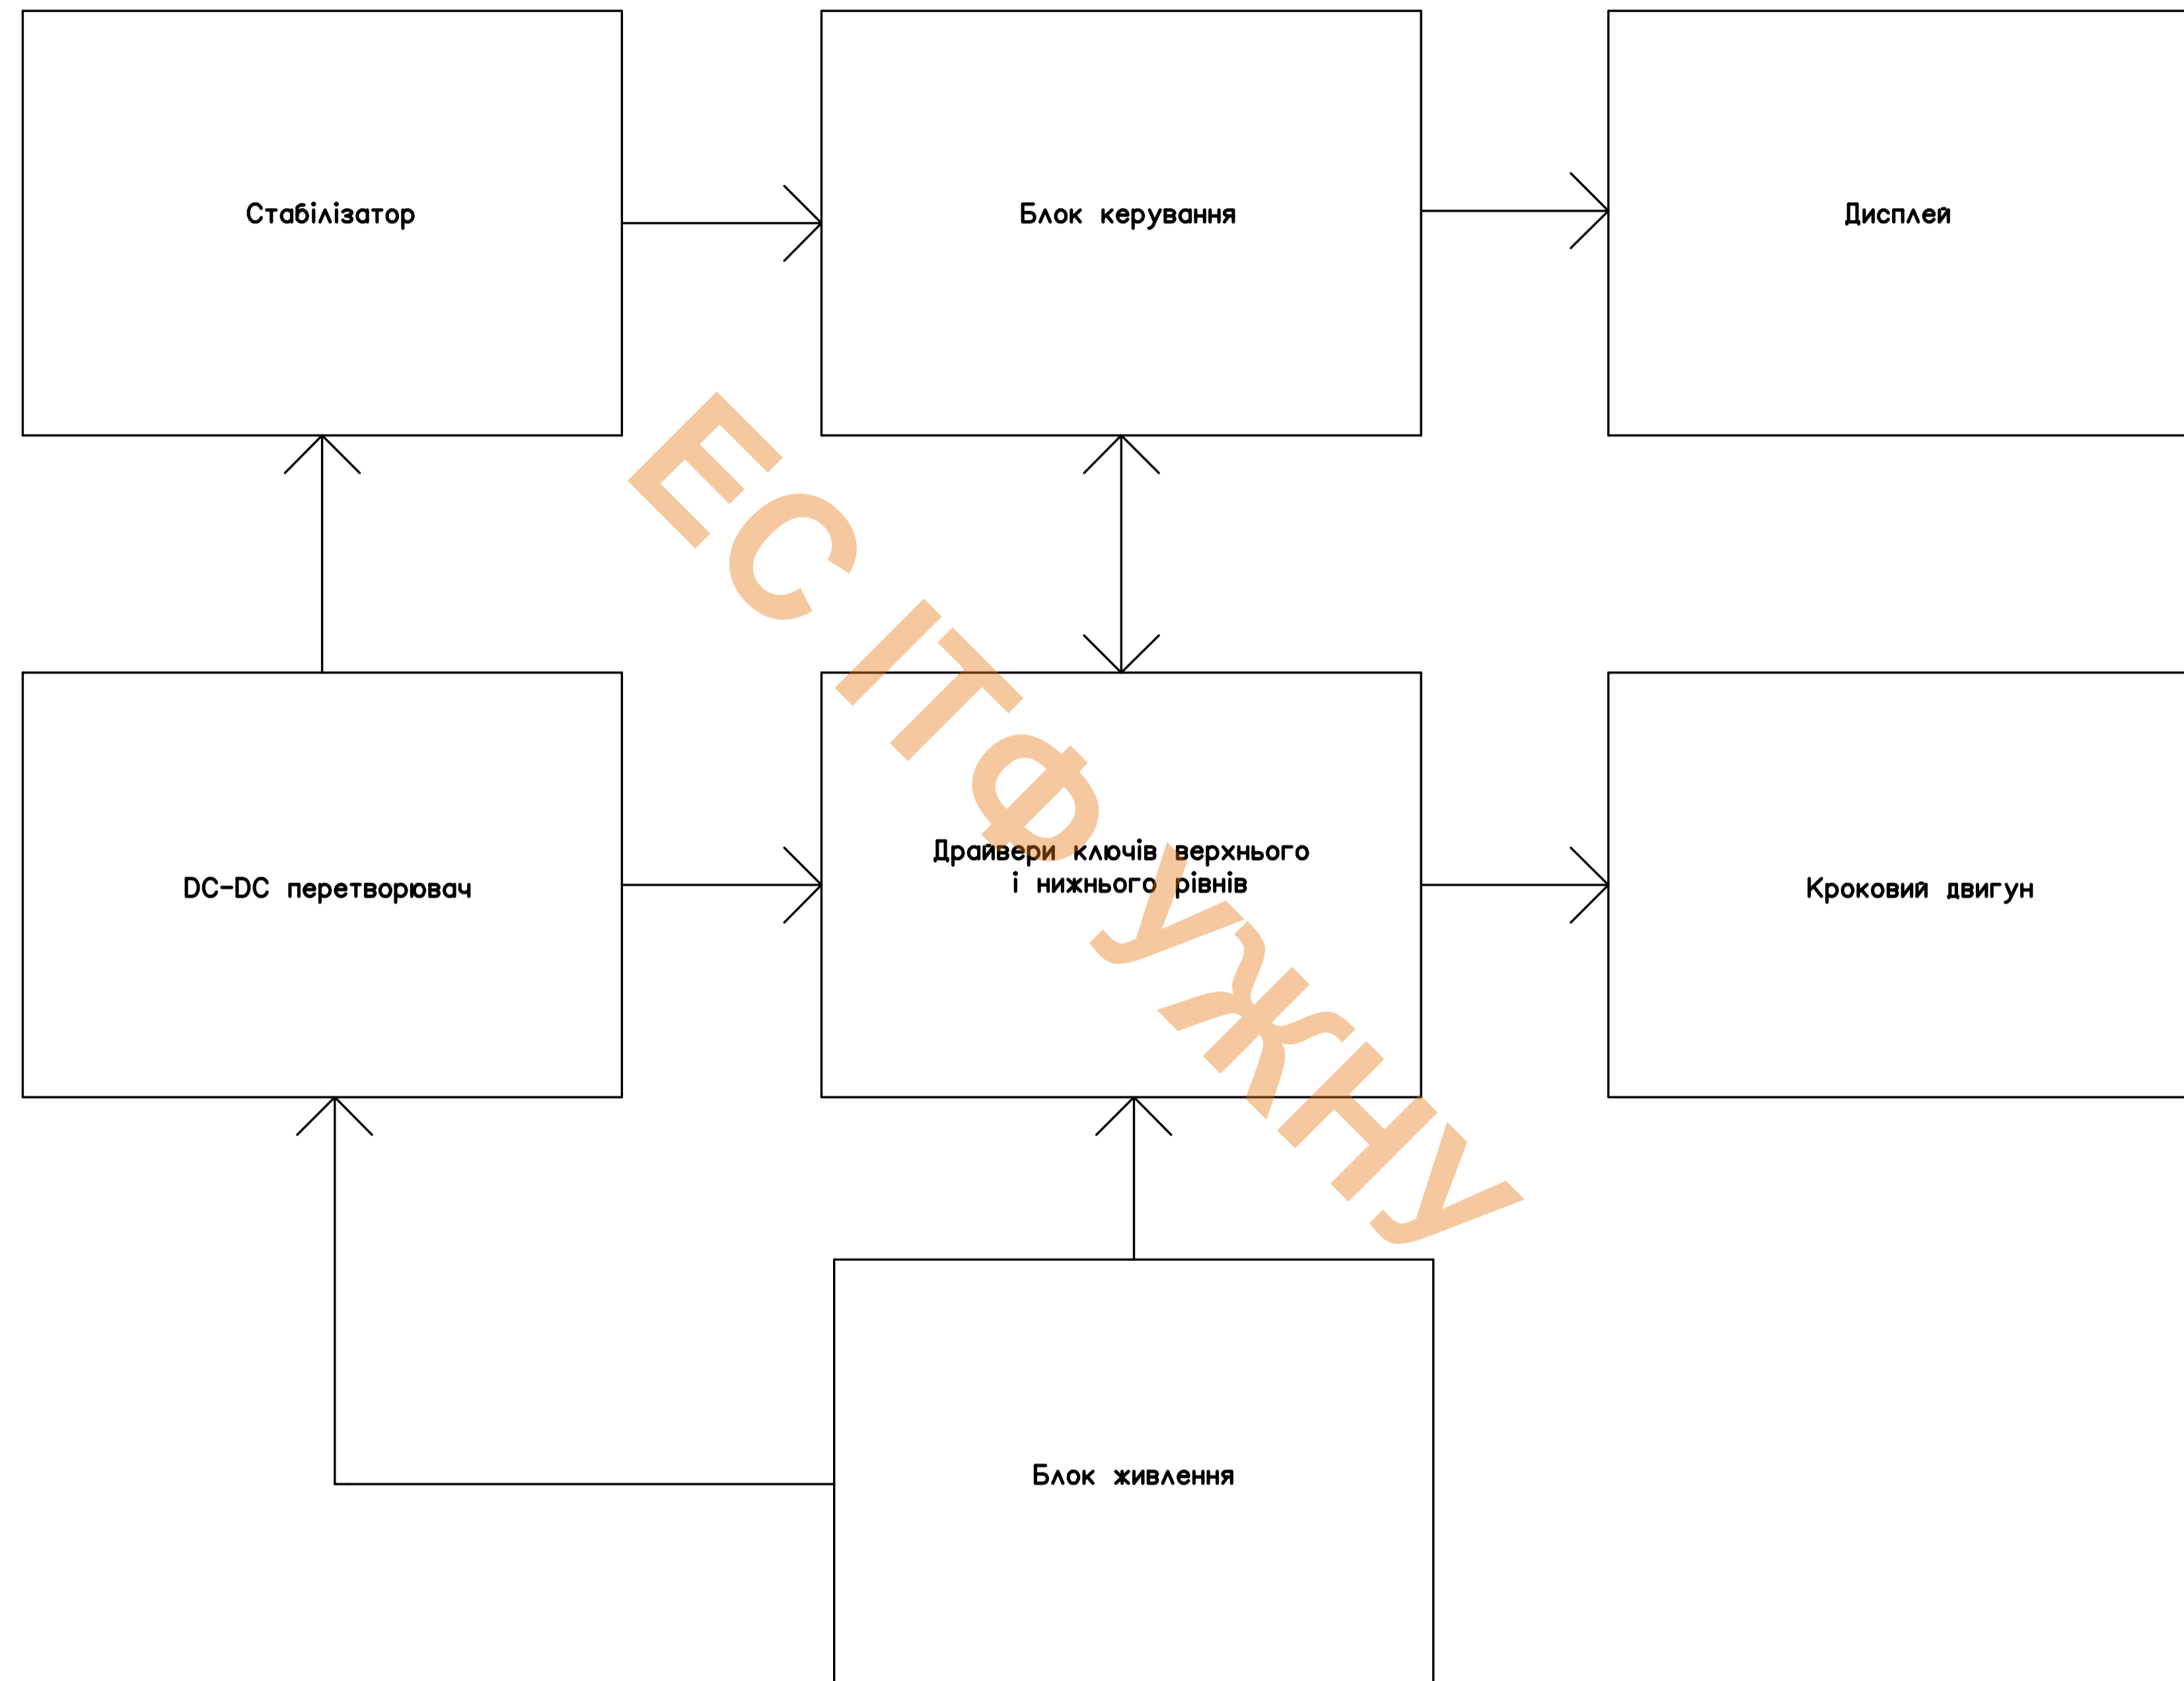 Стабілізатор
Блок керування
Дисплей
DC-DC перетворювач
Драйвери ключів верхнього
і нижнього рівнів
Кроковий двигун
Блок живлення
ЕС ІТФ УЖНУ